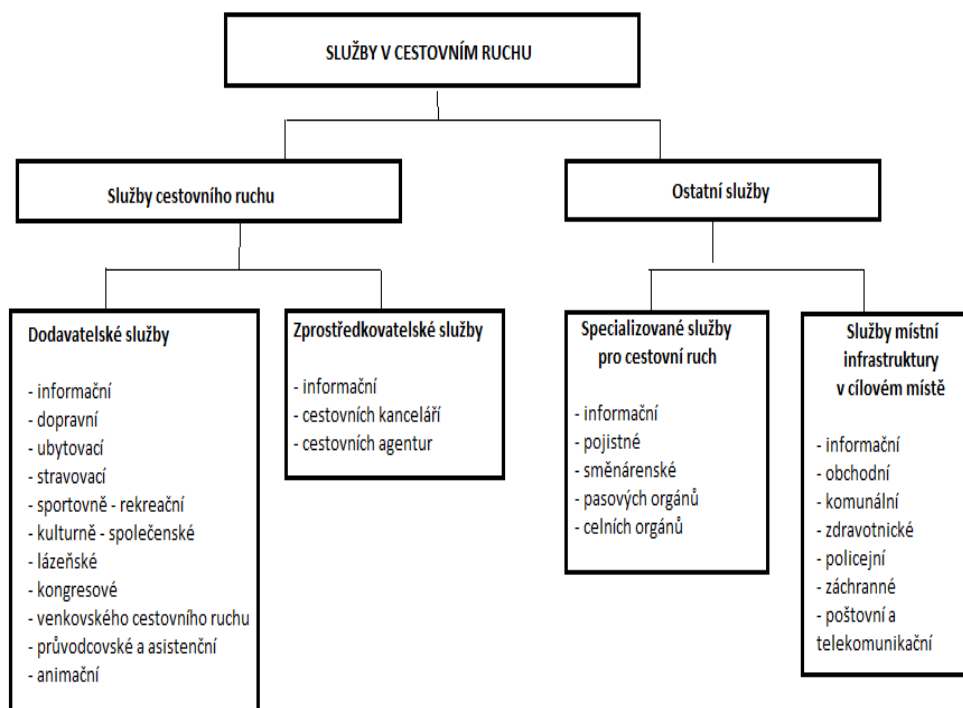 SLUŽBY V CESTOVNÍM RUCHU
Služby cestovního ruchu
Ostatní služby
Dodavatelské služby
- informační
- dopravní
- ubytovací
- stravovací
- sportovně - rekreační
- kulturně - společenské
- lázeňské
- kongresové
- venkovského cestovního ruchu
- průvodcovské a asistenční
- animační
Zprostředkovatelské služby
- informační
- cestovních kanceláří
- cestovních agentur
Specializované služby
pro cestovní ruch
- informační
- pojistné
- směnárenské
- pasových orgánů
- celních orgánů
Služby místní
infrastruktury
v cílovém místě
- informační
- obchodní
- komunální
- zdravotnické
- policejní
- záchranné
- poštovní a
telekomunikační